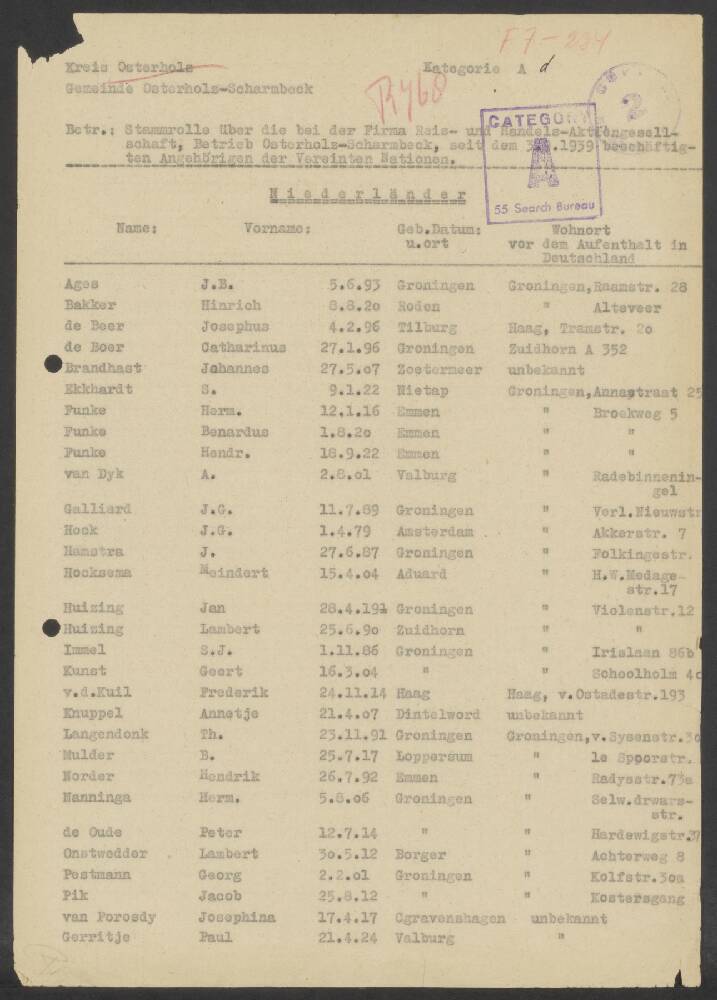 F7-234
Kreis Osterholz Kategorie A d
Gemeinde Osterholz-Scharmbeck
2
CATEGORY
A
55 Search Bureau
Betr.: Stammrolle über die bei der Firma Reis- und Handels-Aktiengesell-
schaft, Betrieb Osterholz-Scharmbeck, seit dem .1939 beschäftig-
ten Angehörigen der Vereinten Nationen.
Niederländer
Name: Vorname: Geb.Datum: Wohnort
u.ort vor dem Aufenthalt in
Deutschland
Ages J.B. 5.6.93 Groningen Groningen,Raamstr. 28
Bakker Hinrich 8.8.2o Roden " Alteveer
de Beer Josephus 4.2.96 Tilburg Haag, Tramstr. 2o
de Boer Catharinus 27.1.96 Groningen Zuidhorn A 352
Brandhast Johannes 27.5.o7 Zoetermeer unbekannt
Ekkhardt S. 9.1.22 Nietap Groningen,Annastraat 25
Funke Herm. 12.1.16 Emmen " Broekweg 5
Funke Benardus 1.8.2o Emmen " "
Funke Hendr. 18.9.22 Emmen " "
van Dyk A. 2.8.o1 Valburg " Radebinnenin-
gel
Galliard J.G. 11.7.89 Groningen " Verl.Nieuwstr
Hock J.G. 1.4.79 Amsterdam " Akkerstr. 7
Hamstra J. 27.6.87 Groningen " Folkingestr.
Hocksema Meindert 15.4.o4 Aduard " H.W.Medage-
str.17
Huizing Jan 28.4.191 Groningen " Violenstr.12
Huizing Lambert 25.6.9o Zuidhorn " "
Immel S.J. 1.11.86 Groningen " Irislaan 86b
Kunst Geert 16.3.o4 " " Schoolholm 4c
v.d.Kuil Frederik 24.11.14 Haag Haag, v.Ostadestr.193
Knuppel Annetje 21.4.o7 Dintelword unbekannt
Langendonk Th. 23.11.91 Groningen Groningen,v.Sysenstr.3o
Mulder B. 25.7.17 Loppersum " le Spoorstr.
Norder Hendrik 26.7.92 Emmen " Radysstr.73a
Nanninga Herm. 5.8.o6 Groningen " Selw.drwars-
str.
de Oude Peter 12.7.14 " " Hardewigstr.37
Onstwedder Lambert 3o.5.12 Borger " Achterweg 8
Postmann Georg 2.2.o1 Groningen " Kolfstr.3oa
Pik Jacob 25.8.12 " " Kostersgang
van Porosdy Josephina 17.4.17 Cgravenshagen unbekannt
Gerritje Paul 21.4.24 Valburg "